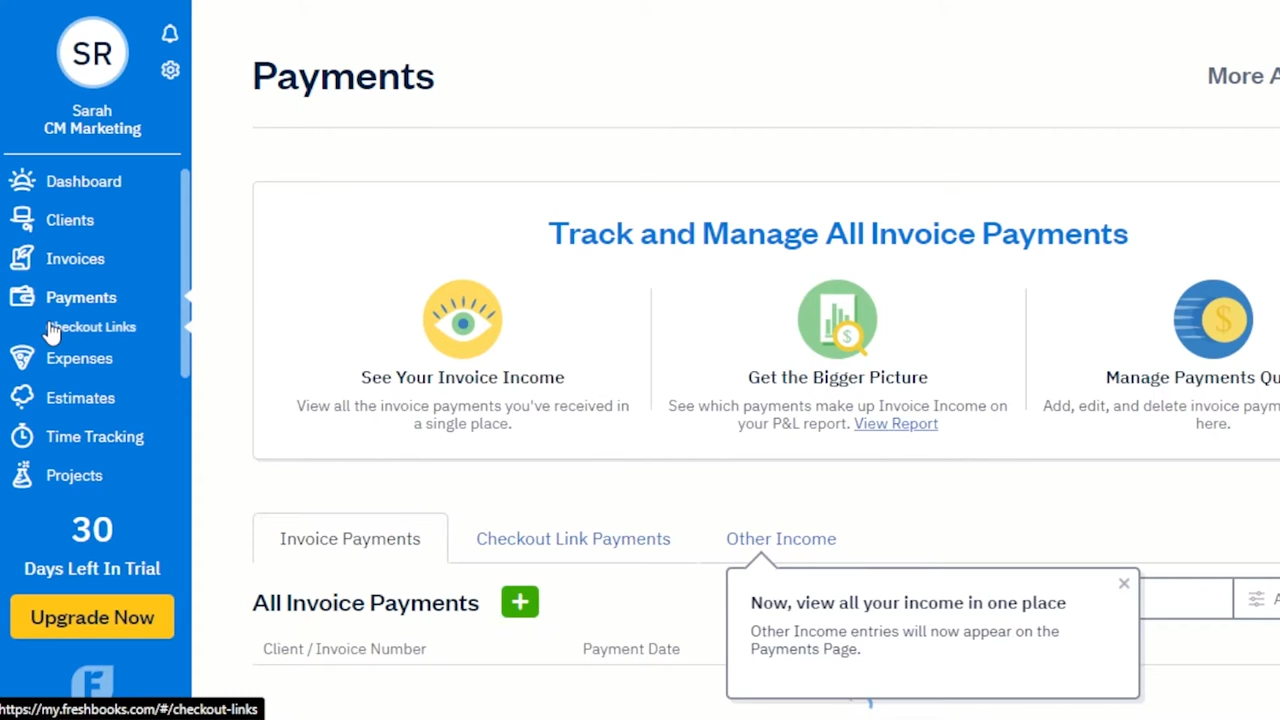 SR
Sarah
CM Marketing
Dashboard
Clients
Invoices
Payments
Checkout Links
Expenses
Estimates
Time Tracking
Projects
30
Days Left In Trial
Upgrade Now
https://my.freshbooks.com/#/checkout-links
Payments
More A
Track and Manage All Invoice Payments
See Your Invoice Income
View all the invoice payments you've received in
a single place.
Get the Bigger Picture
See which payments make up Invoice Income on
your P&L report. View Report
Manage Payments Qu
Add, edit, and delete invoice paym
here.
Invoice Payments
Checkout Link Payments
Other Income
All Invoice Payments
Client / Invoice Number
Payment Date
Now, view all your income in one place
Other Income entries will now appear on the
Payments Page.
A